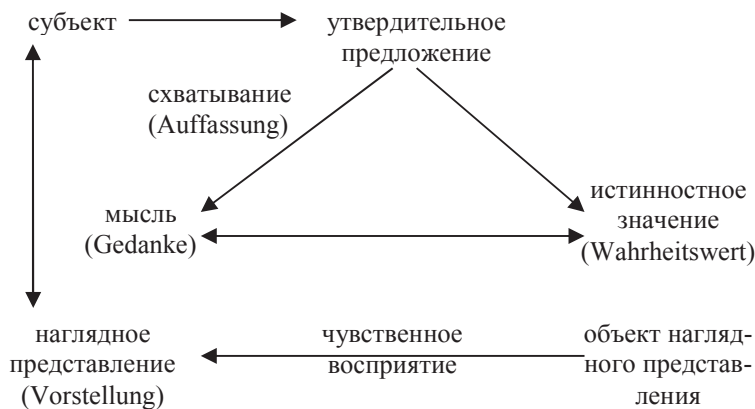 субъект
утвердительное
предложение
схватывание
(Auffassung)
мысль
(Gedanke)
истинностное
значение
(Wahrheitswert)
наглядное
представление
(Vorstellung)
чувственное
восприятие
объект нагляд-
ного представ-
ления